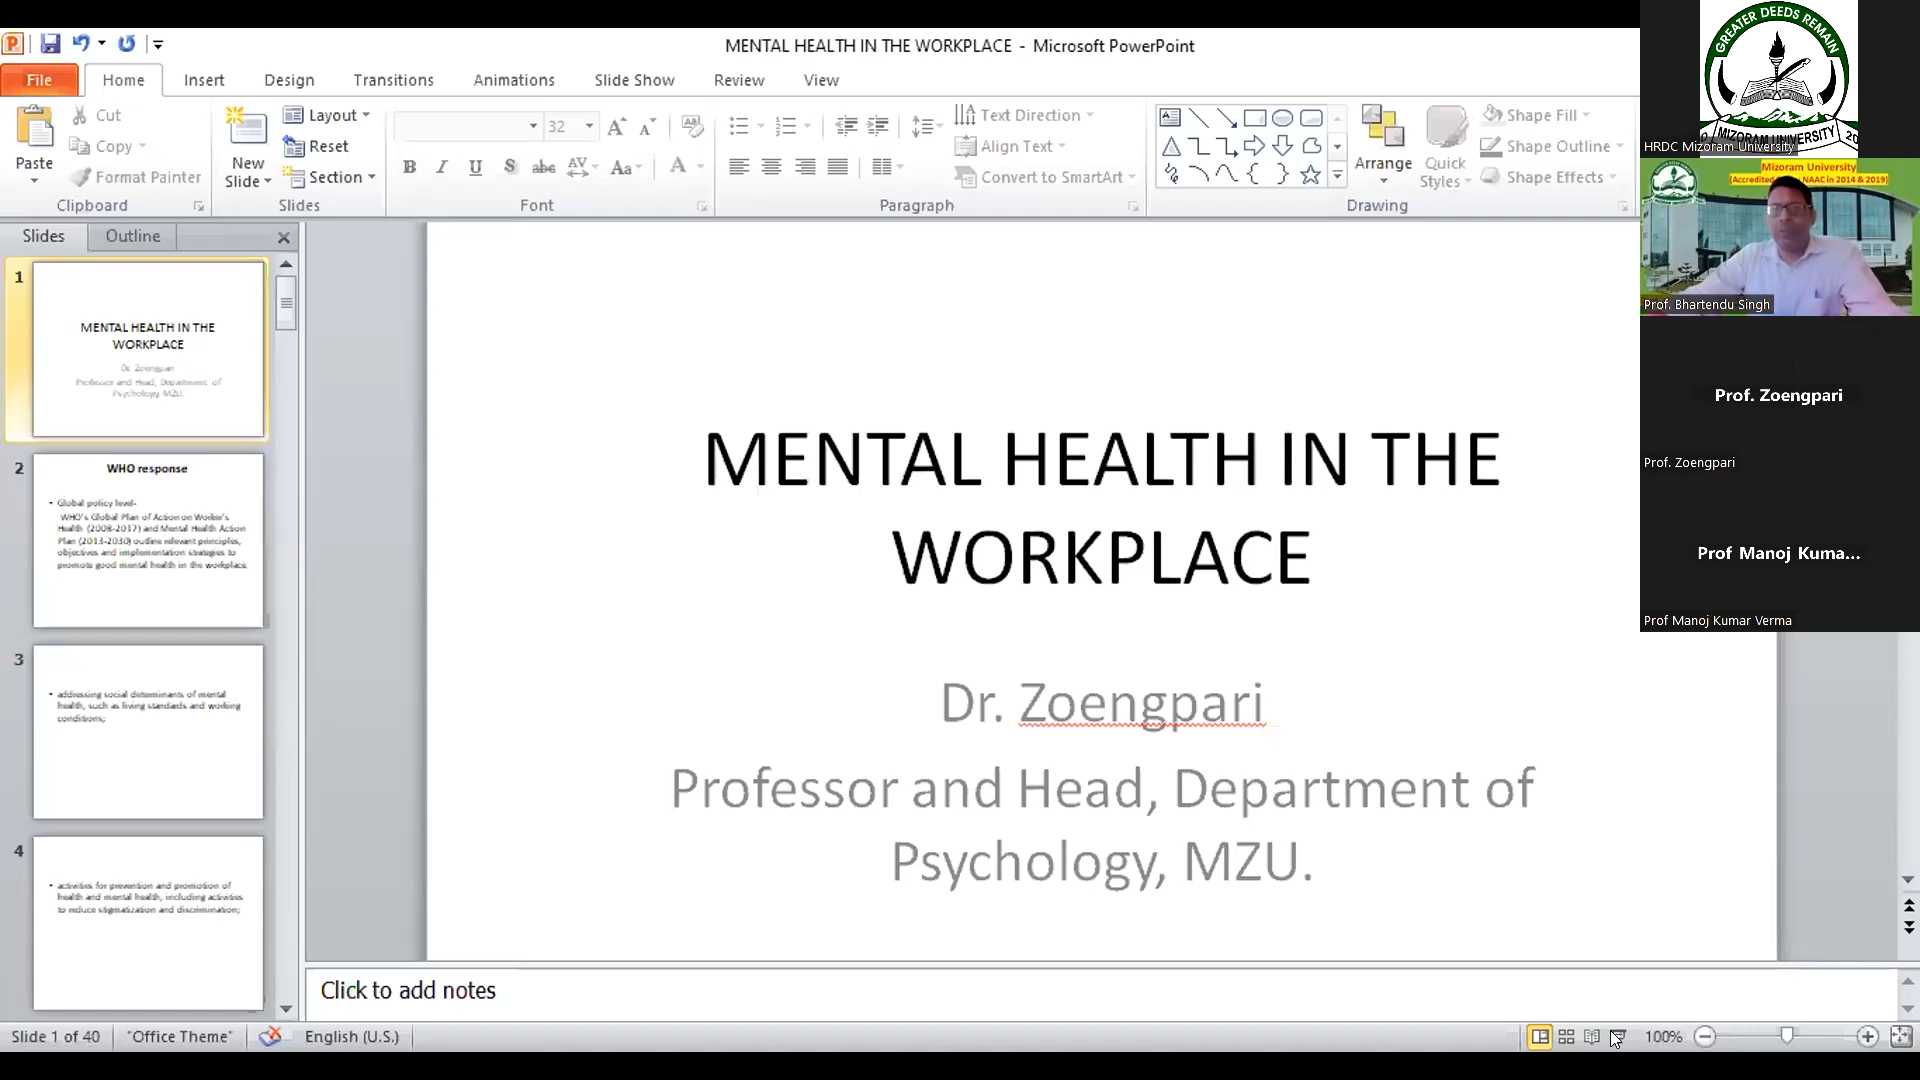 MENTAL HEALTH IN THE WORKPLACE - Microsoft PowerPoint
File Home Insert Design Transitions Animations Slide Show Review View
Paste
Cut
Copy
Format Painter
Clipboard
New
Slide
Layout
Reset
Section
Slides
32
B I U S abc AV Aa A
Font
Text Direction
Align Text
Convert to SmartArt
Paragraph
Arrange
Quick
Styles
Shape Fill
Shape Outline
Shape Effects
Drawing
GREATER DEEDS REMAIN
MIZORAM UNIVERSITY
HRDC Mizoram University
Mizoram University
NAAC in 2014 & 2019)
Prof. Bhartendu Singh
Prof. Zoengpari
Prof. Zoengpari
Prof Manoj Kuma...
Prof Manoj Kumar Verma
Slides Outline
1
MENTAL HEALTH IN THE
WORKPLACE
Dr. Zoengpari
Professor and Head, Department of
Psychology, MZU.
2
WHO response
• Global policy level-
WHO's Global Plan of Action on Worker's
Health (2008-2017) and Mental Health Action
Plan (2013-2030) outline relevant principles,
objectives and implementation strategies to
promote good mental health in the workplace.
3
• addressing social determinants of mental
health, such as living standards and working
conditions;
4
• activities for prevention and promotion of
health and mental health, including activities
to reduce stigmatization and discrimination;
MENTAL HEALTH IN THE
WORKPLACE
Dr. Zoengpari
Professor and Head, Department of
Psychology, MZU.
Click to add notes
Slide 1 of 40 "Office Theme" English (U.S.) 100%